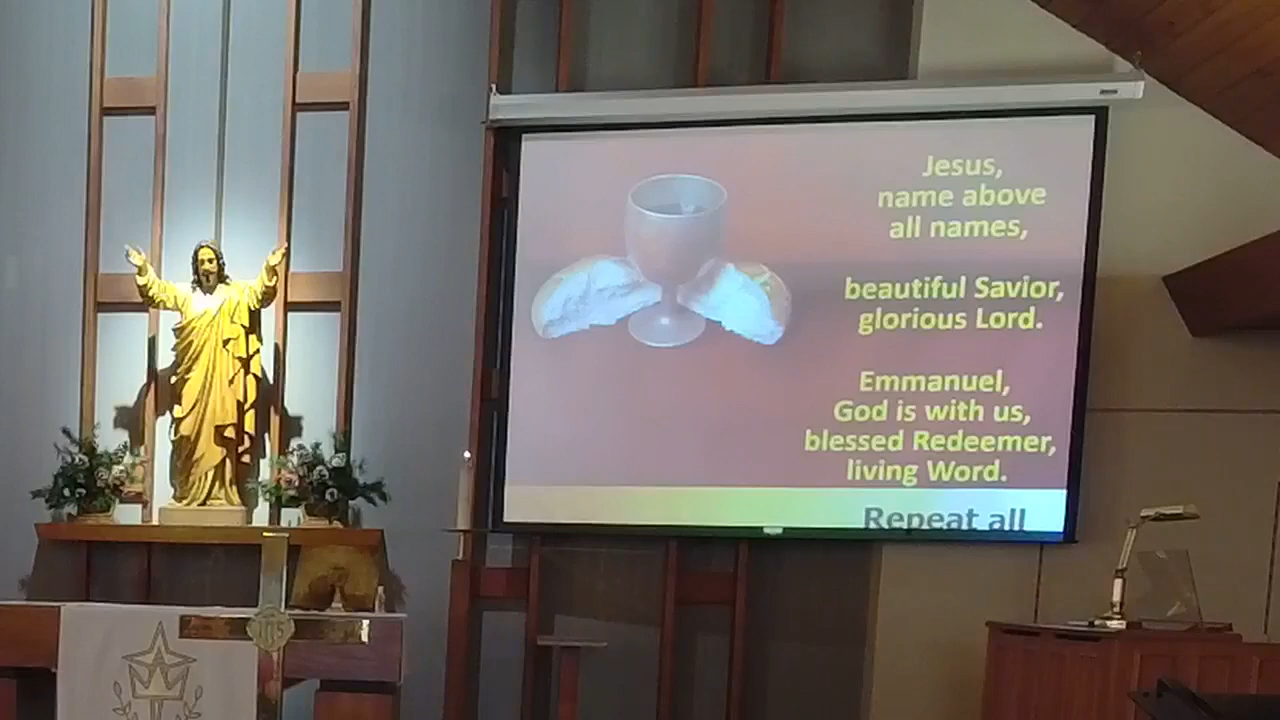 Jesus,
name above
all names,
beautiful Savior,
glorious Lord.
Emmanuel,
God is with us,
blessed Redeemer,
living Word.
Repeat all
IHS